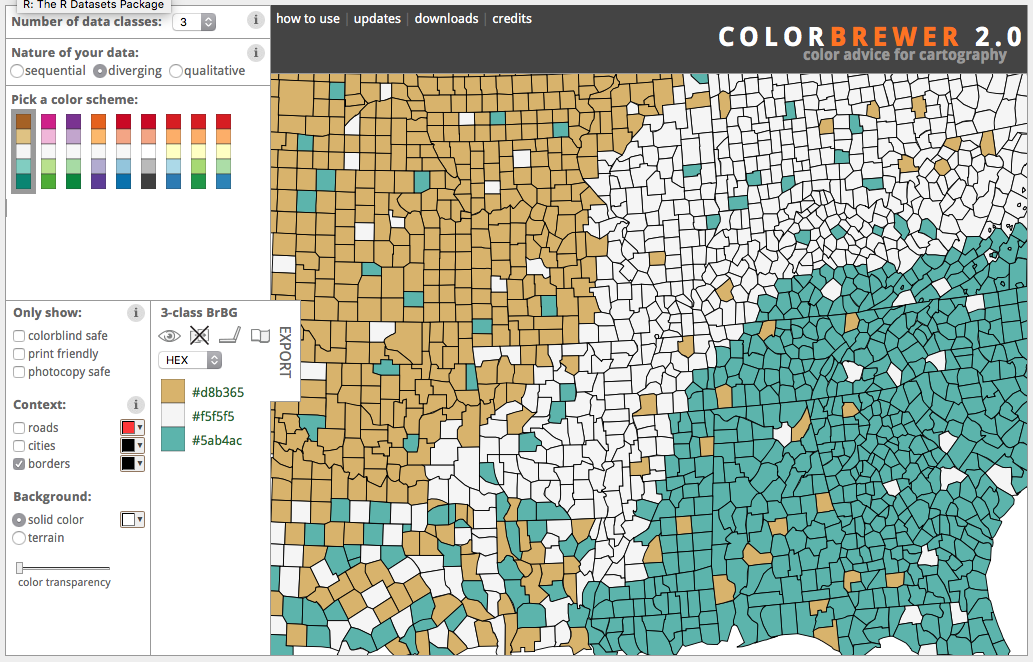 R: The R Datasets Package
Number of data classes: 3 i
how to use | updates | downloads | credits
COLORBREWER 2.0
color advice for cartography
Nature of your data: i
sequential diverging qualitative
Pick a color scheme:
Only show: i
colorblind safe
print friendly
photocopy safe
Context: i
roads
cities
borders
Background:
solid color
terrain
color transparency
3-class BrBG
EXPORT
HEX
#d8b365
#f5f5f5
#5ab4ac